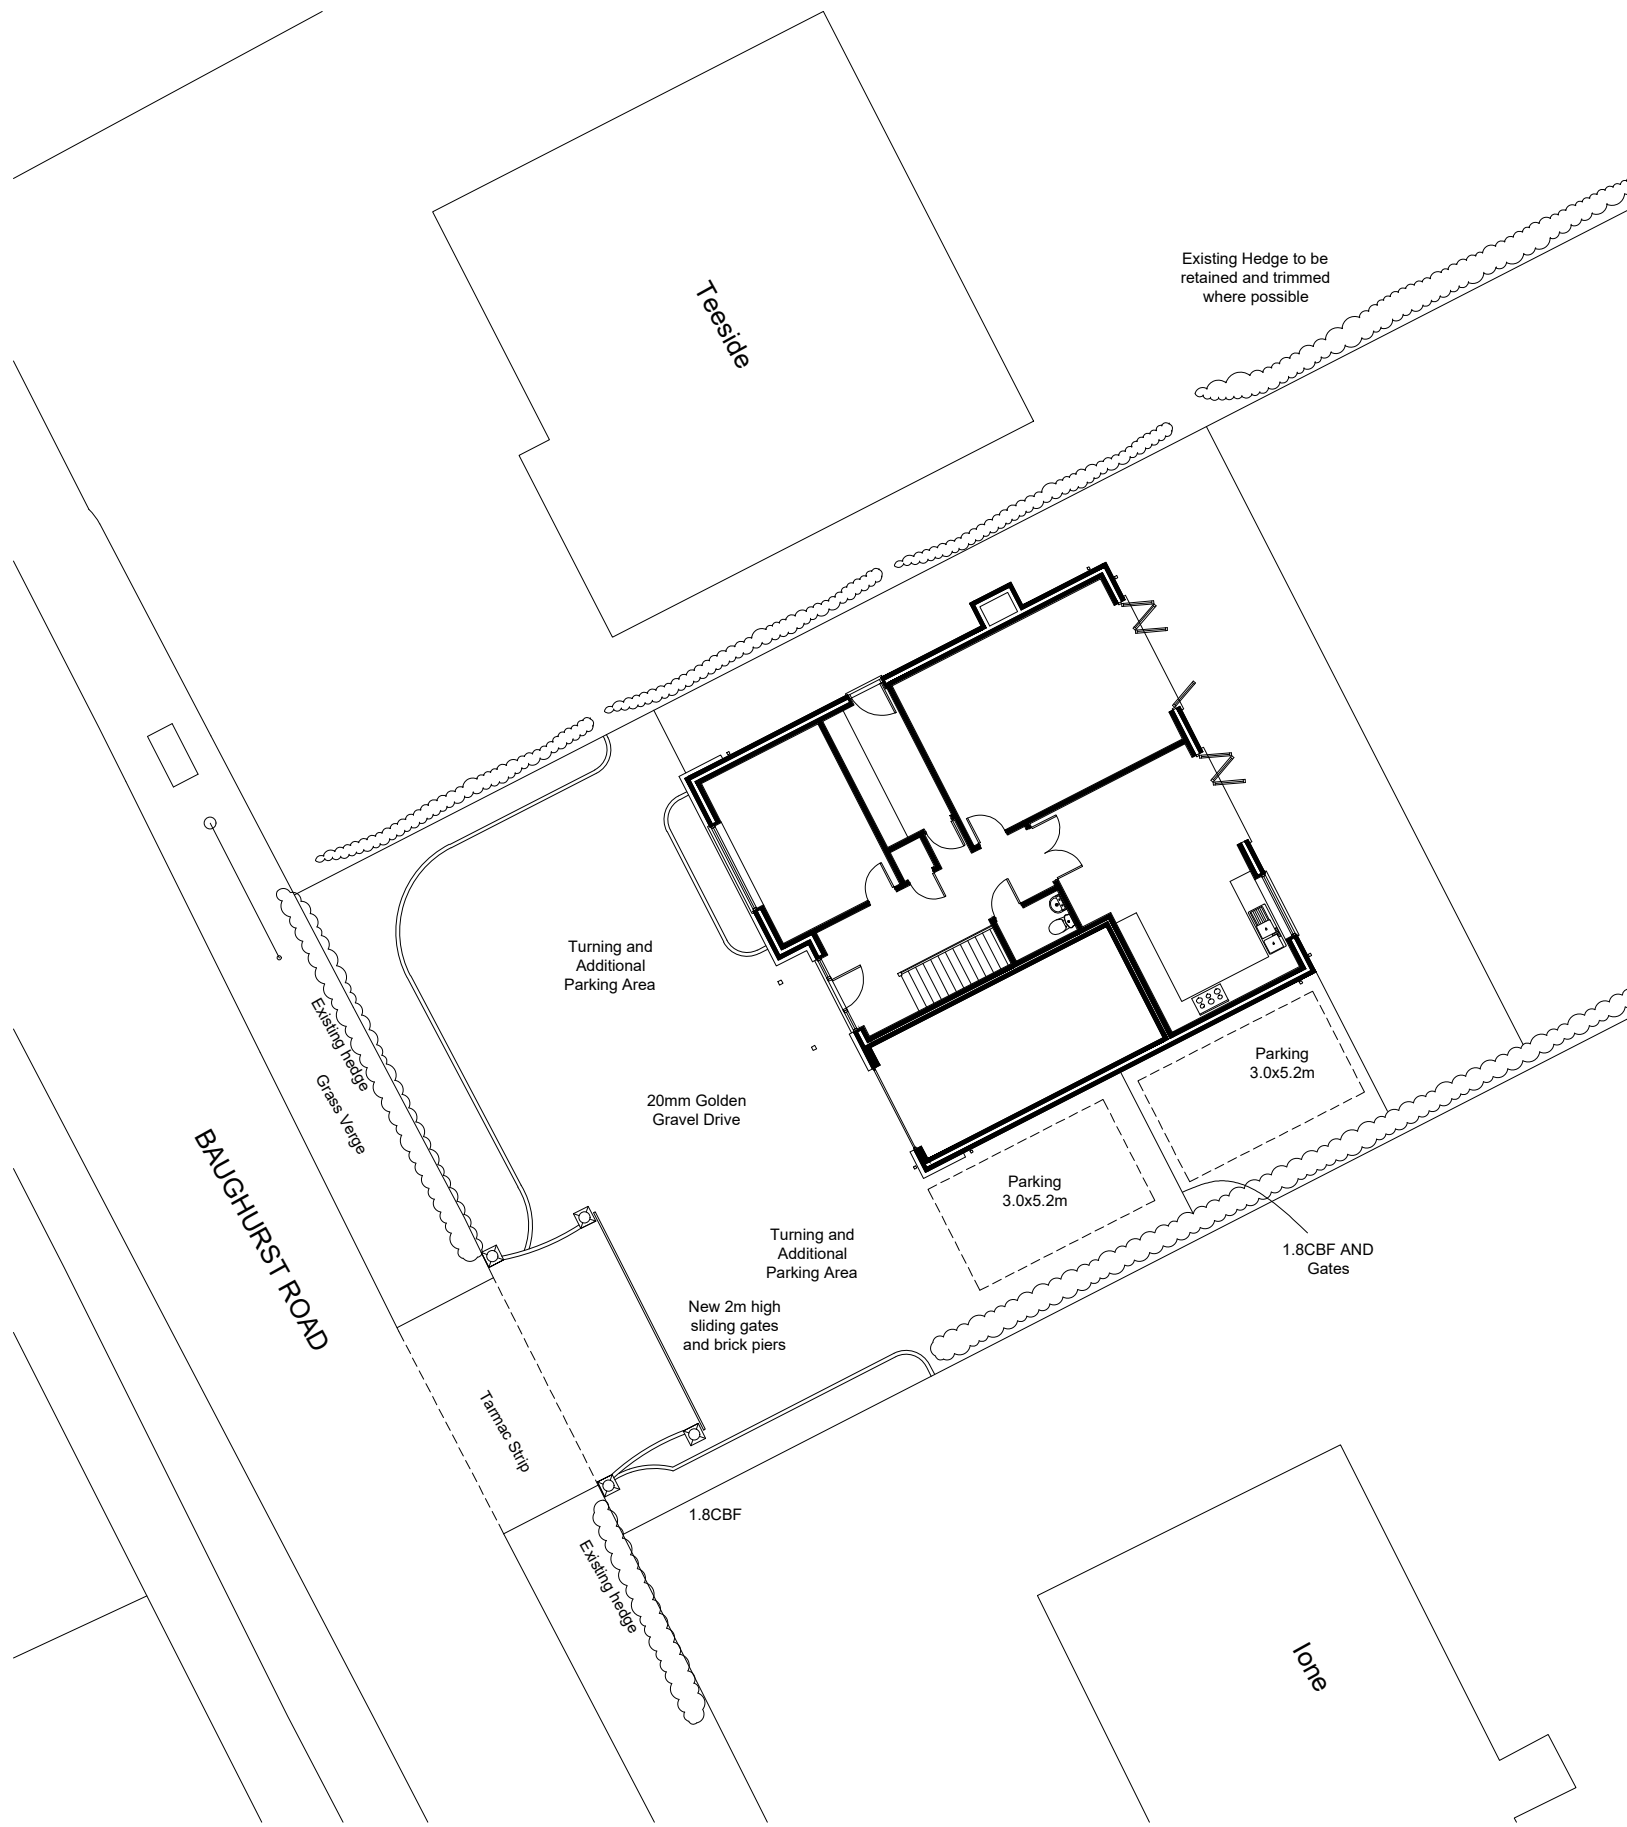 Teeside
Existing Hedge to be
retained and trimmed
where possible
Turning and
Additional
Parking Area
Existing hedge
Grass Verge
BAUGHURST ROAD
20mm Golden
Gravel Drive
Parking
3.0x5.2m
Parking
3.0x5.2m
Turning and
Additional
Parking Area
1.8CBF AND
Gates
New 2m high
sliding gates
and brick piers
Tarmac Strip
1.8CBF
Existing hedge
Ione